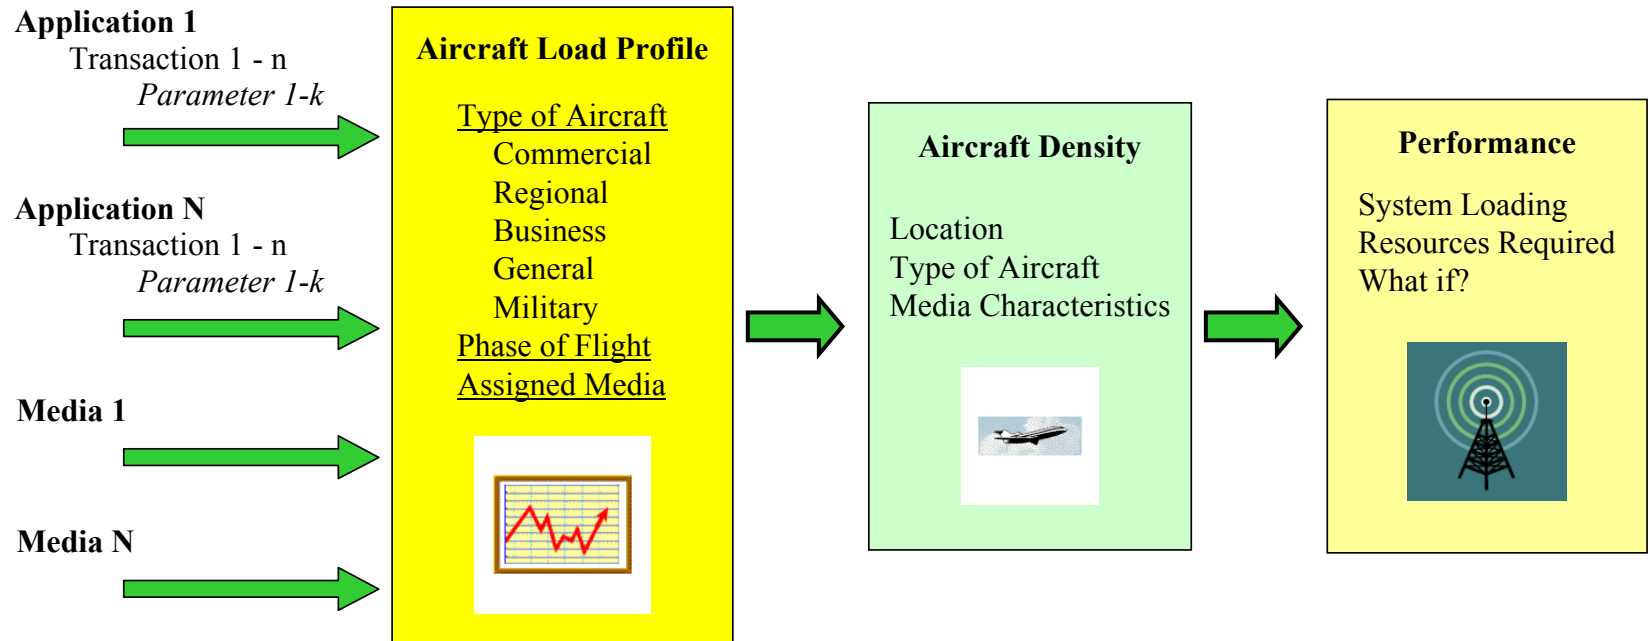 Application 1
Transaction 1 - n
Parameter 1-k
Application N
Transaction 1 - n
Parameter 1-k
Media 1
Media N
Aircraft Load Profile
Type of Aircraft
Commercial
Regional
Business
General
Military
Phase of Flight
Assigned Media
Aircraft Density
Location
Type of Aircraft
Media Characteristics
Performance
System Loading
Resources Required
What if?